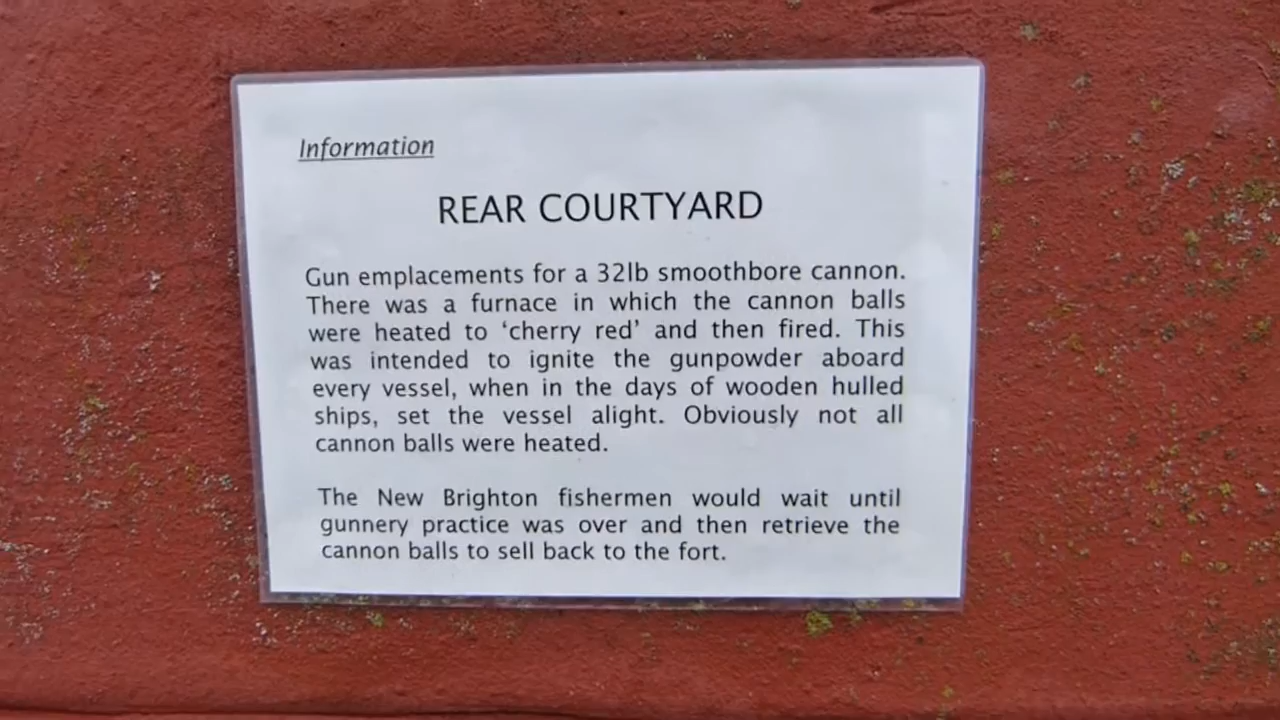 Information
REAR COURTYARD
Gun emplacements for a 32lb smoothbore cannon.
There was a furnace in which the cannon balls
were heated to ‘cherry red’ and then fired. This
was intended to ignite the gunpowder aboard
every vessel, when in the days of wooden hulled
ships, set the vessel alight. Obviously not all
cannon balls were heated.
The New Brighton fishermen would wait until
gunnery practice was over and then retrieve the
cannon balls to sell back to the fort.